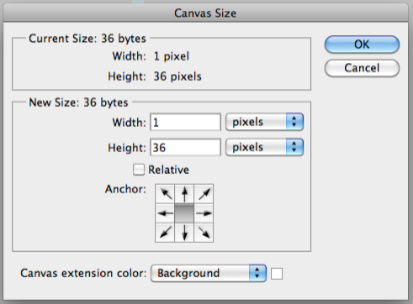 Canvas Size
Current Size: 36 bytes
Width: 1 pixel
Height: 36 pixels
OK
Cancel
New Size: 36 bytes
Width: 1 pixels
Height: 36 pixels
Relative
Anchor:
Canvas extension color: Background